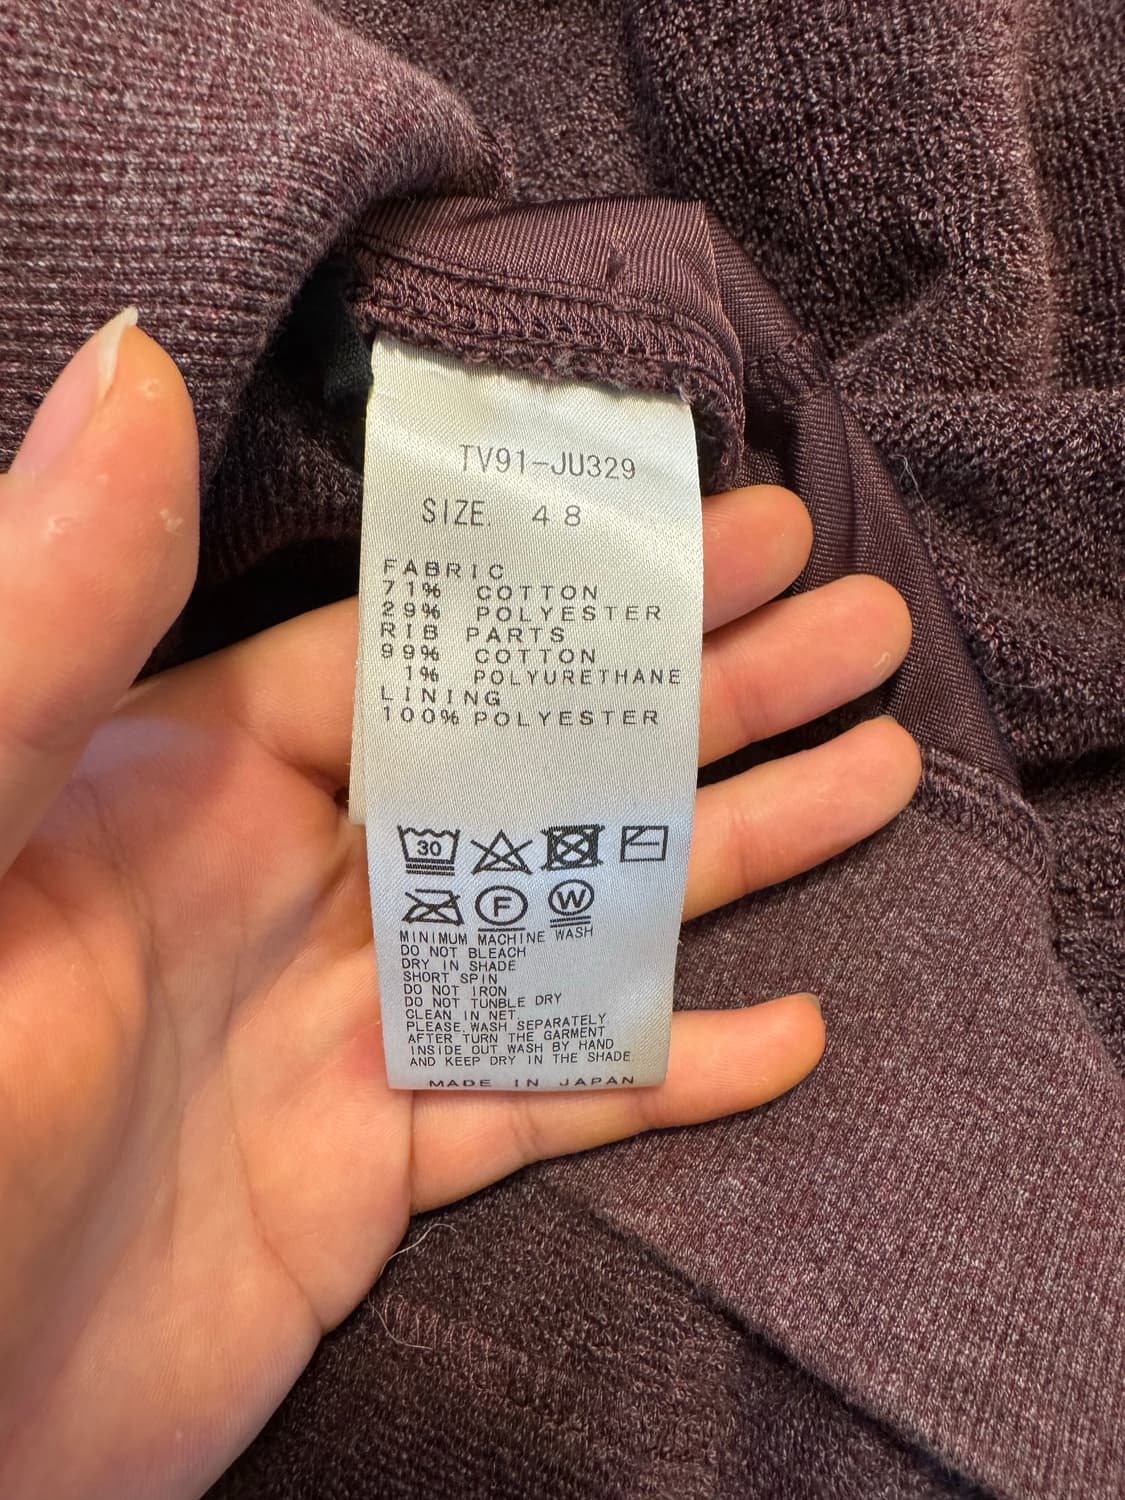 TV91-JU329
SIZE. 48
FABRIC
71% COTTON
29% POLYESTER
RIB PARTS
99% COTTON
1% POLYURETHANE
LINING
100% POLYESTER
30
F W
MINIMUM MACHINE WASH
DO NOT BLEACH
DRY IN SHADE
SHORT SPIN
DO NOT IRON
DO NOT TUNBLE DRY
CLEAN IN NET.
PLEASE WASH SEPARATELY.
AFTER TURN THE GARMENT
INSIDE OUT WASH BY HAND
AND KEEP DRY IN THE SHADE.
MADE IN JAPAN